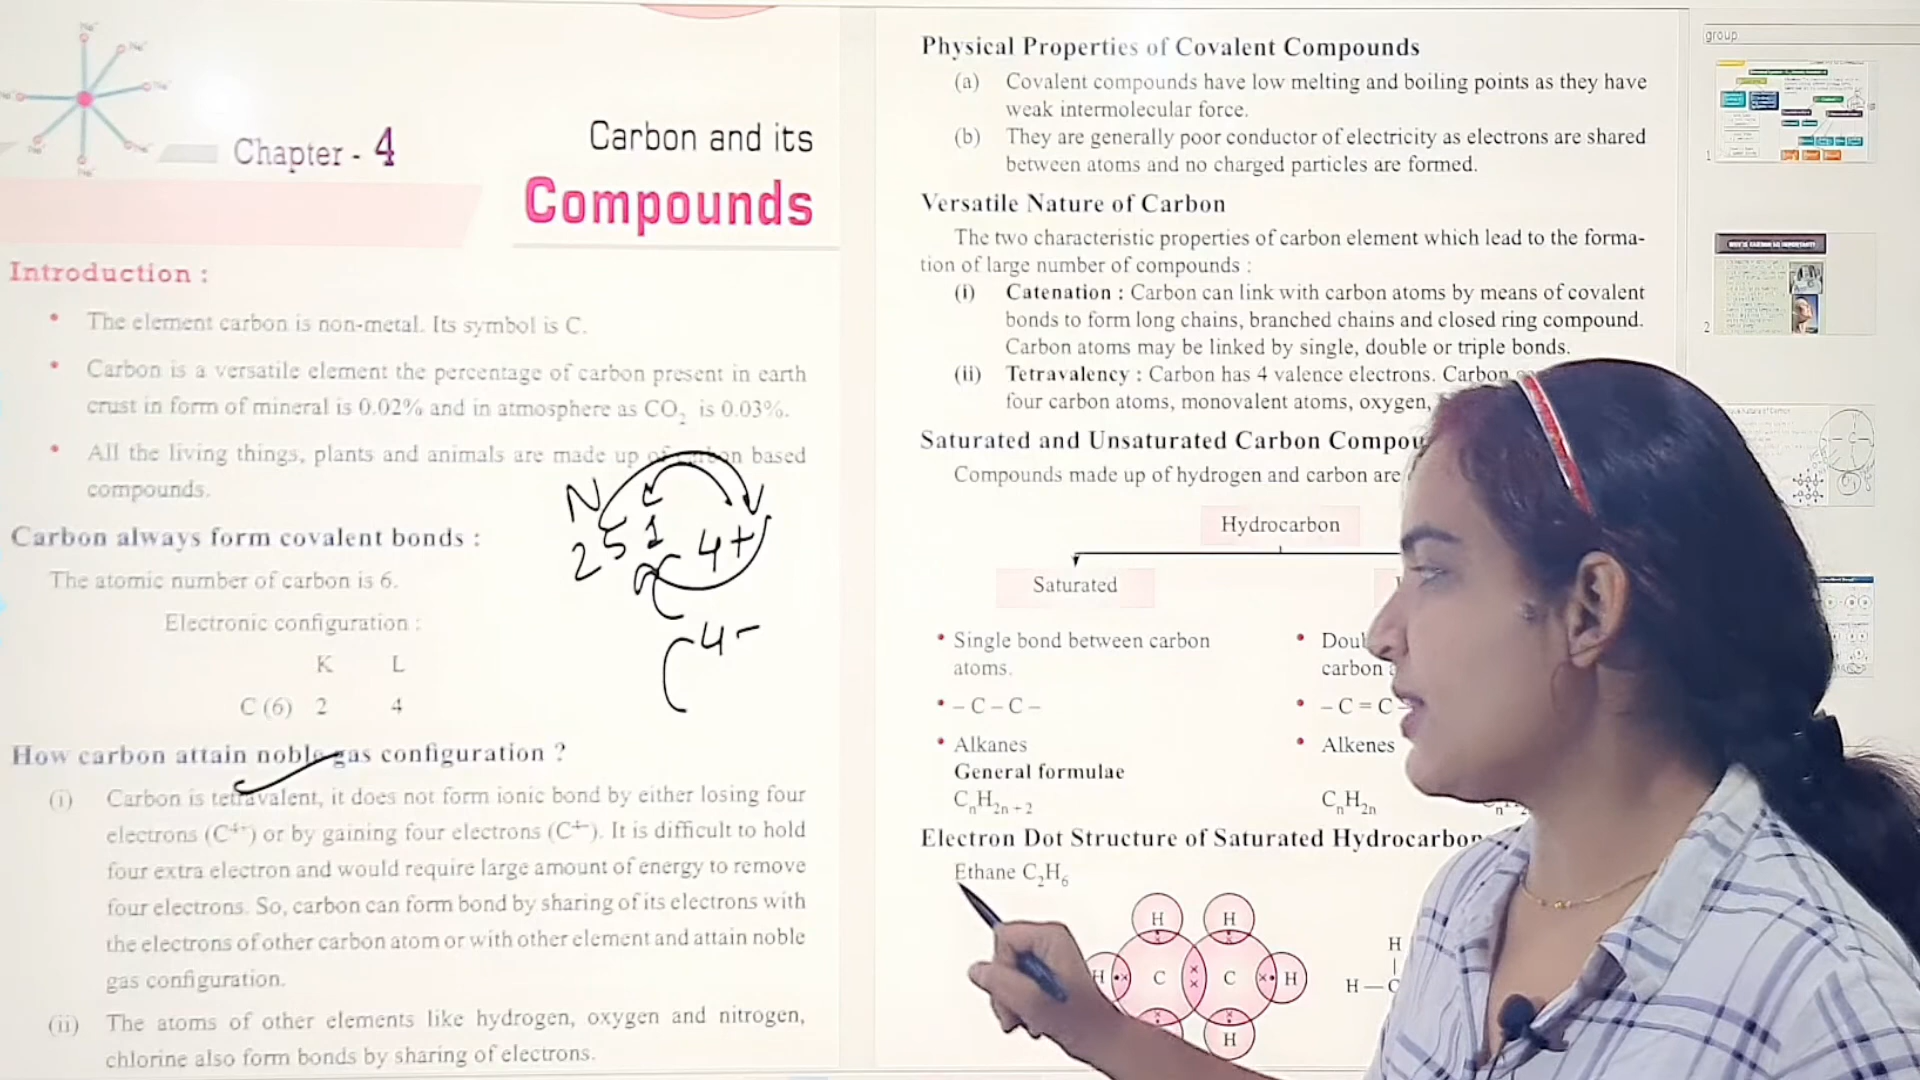 Chapter - 4
Carbon and its
Compounds
Introduction :
• The element carbon is non-metal. Its symbol is C.
• Carbon is a versatile element the percentage of carbon present in earth
crust in form of mineral is 0.02% and in atmosphere as CO₂ is 0.03%.
• All the living things, plants and animals are made up of carbon based
compounds.
N
2 5 1
C 4+
C⁴⁻
Carbon always form covalent bonds :
The atomic number of carbon is 6.
Electronic configuration :
K L
C (6) 2 4
How carbon attain noble gas configuration ?
(i) Carbon is tetravalent, it does not form ionic bond by either losing four
electrons (C⁴⁺) or by gaining four electrons (C⁴⁻). It is difficult to hold
four extra electron and would require large amount of energy to remove
four electrons. So, carbon can form bond by sharing of its electrons with
the electrons of other carbon atom or with other element and attain noble
gas configuration.
(ii) The atoms of other elements like hydrogen, oxygen and nitrogen,
chlorine also form bonds by sharing of electrons.
Physical Properties of Covalent Compounds
(a) Covalent compounds have low melting and boiling points as they have
weak intermolecular force.
(b) They are generally poor conductor of electricity as electrons are shared
between atoms and no charged particles are formed.
Versatile Nature of Carbon
The two characteristic properties of carbon element which lead to the forma-
tion of large number of compounds :
(i) Catenation : Carbon can link with carbon atoms by means of covalent
bonds to form long chains, branched chains and closed ring compound.
Carbon atoms may be linked by single, double or triple bonds.
(ii) Tetravalency : Carbon has 4 valence electrons. Carbon
four carbon atoms, monovalent atoms, oxygen,
Saturated and Unsaturated Carbon
Compounds made up of hydrogen and carbon are
Hydrocarbon
Saturated
• Single bond between carbon
atoms.
• – C – C –
• Alkanes
General formulae
CₙH₂ₙ₊₂
•
carbon
• – C = C
• Alkenes
CₙH₂ₙ
Electron Dot Structure of Saturated Hydrocarbon
Ethane C₂H₆
H H
H C C H
H
H
H — C
group
1
2